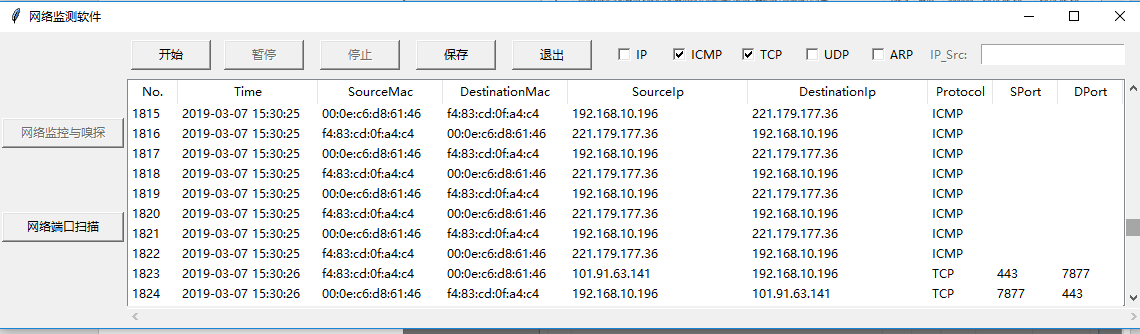 网络监测软件
开始 暂停 停止 保存 退出 IP ICMP TCP UDP ARP IP_Src:
网络监控与嗅探
网络端口扫描
No. Time SourceMac DestinationMac SourceIp DestinationIp Protocol SPort DPort
1815 2019-03-07 15:30:25 00:0e:c6:d8:61:46 f4:83:cd:0f:a4:c4 192.168.10.196 221.179.177.36 ICMP
1816 2019-03-07 15:30:25 f4:83:cd:0f:a4:c4 00:0e:c6:d8:61:46 221.179.177.36 192.168.10.196 ICMP
1817 2019-03-07 15:30:25 00:0e:c6:d8:61:46 f4:83:cd:0f:a4:c4 192.168.10.196 221.179.177.36 ICMP
1818 2019-03-07 15:30:25 f4:83:cd:0f:a4:c4 00:0e:c6:d8:61:46 221.179.177.36 192.168.10.196 ICMP
1819 2019-03-07 15:30:25 00:0e:c6:d8:61:46 f4:83:cd:0f:a4:c4 192.168.10.196 221.179.177.36 ICMP
1820 2019-03-07 15:30:25 f4:83:cd:0f:a4:c4 00:0e:c6:d8:61:46 221.179.177.36 192.168.10.196 ICMP
1821 2019-03-07 15:30:25 00:0e:c6:d8:61:46 f4:83:cd:0f:a4:c4 192.168.10.196 221.179.177.36 ICMP
1822 2019-03-07 15:30:25 f4:83:cd:0f:a4:c4 00:0e:c6:d8:61:46 221.179.177.36 192.168.10.196 ICMP
1823 2019-03-07 15:30:26 f4:83:cd:0f:a4:c4 00:0e:c6:d8:61:46 101.91.63.141 192.168.10.196 TCP 443 7877
1824 2019-03-07 15:30:26 00:0e:c6:d8:61:46 f4:83:cd:0f:a4:c4 192.168.10.196 101.91.63.141 TCP 7877 443